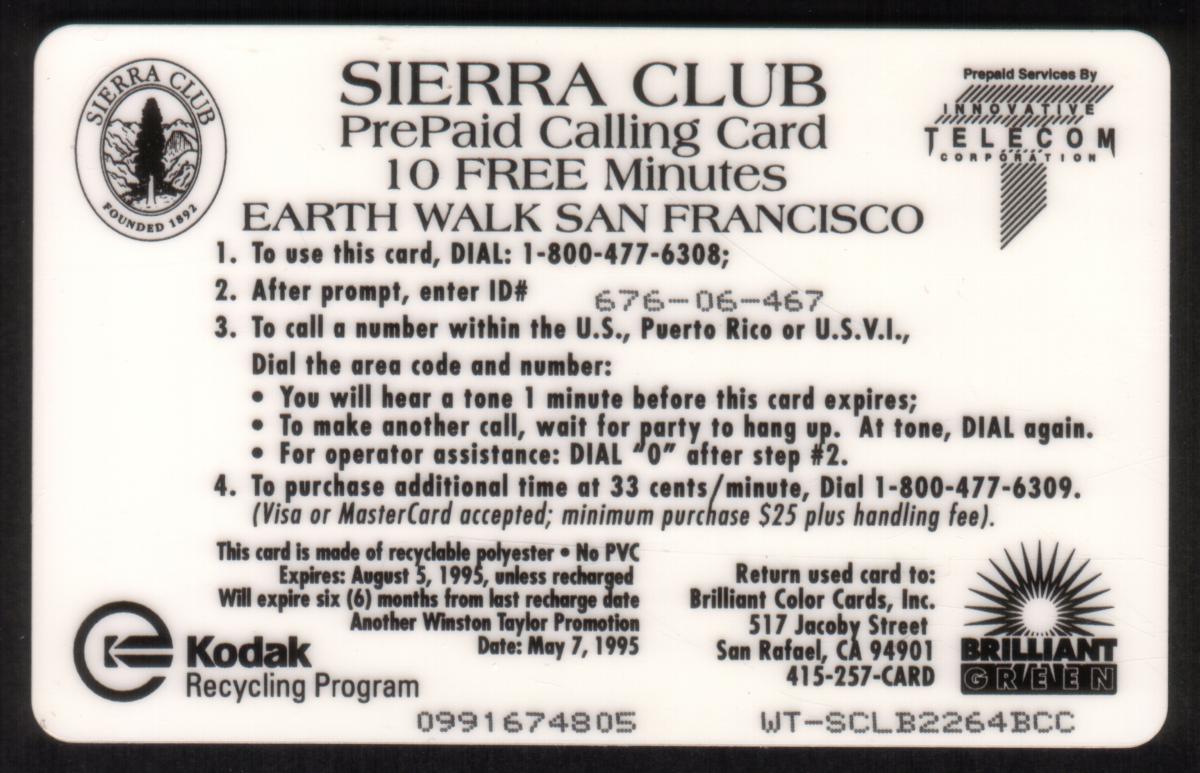 SIERRA CLUB
FOUNDED 1892
SIERRA CLUB
PrePaid Calling Card
10 FREE Minutes
EARTH WALK SAN FRANCISCO
Prepaid Services By
INNOVATIVE
TELECOM
CORPORATION
1. To use this card, DIAL: 1-800-477-6308;
2. After prompt, enter ID# 676-06-467
3. To call a number within the U.S., Puerto Rico or U.S.V.I.,
Dial the area code and number:
• You will hear a tone 1 minute before this card expires;
• To make another call, wait for party to hang up. At tone, DIAL again.
• For operator assistance: DIAL "0" after step #2.
4. To purchase additional time at 33 cents/minute, Dial 1-800-477-6309.
(Visa or MasterCard accepted; minimum purchase $25 plus handling fee).
This card is made of recyclable polyester • No PVC
Expires: August 5, 1995, unless recharged
Will expire six (6) months from last recharge date
Another Winston Taylor Promotion
Date: May 7, 1995
Kodak
Recycling Program
Return used card to:
Brilliant Color Cards, Inc.
517 Jacoby Street
San Rafael, CA 94901
415-257-CARD
BRILLIANT
GREEN
0991674805
WT-SCLB2264BCC